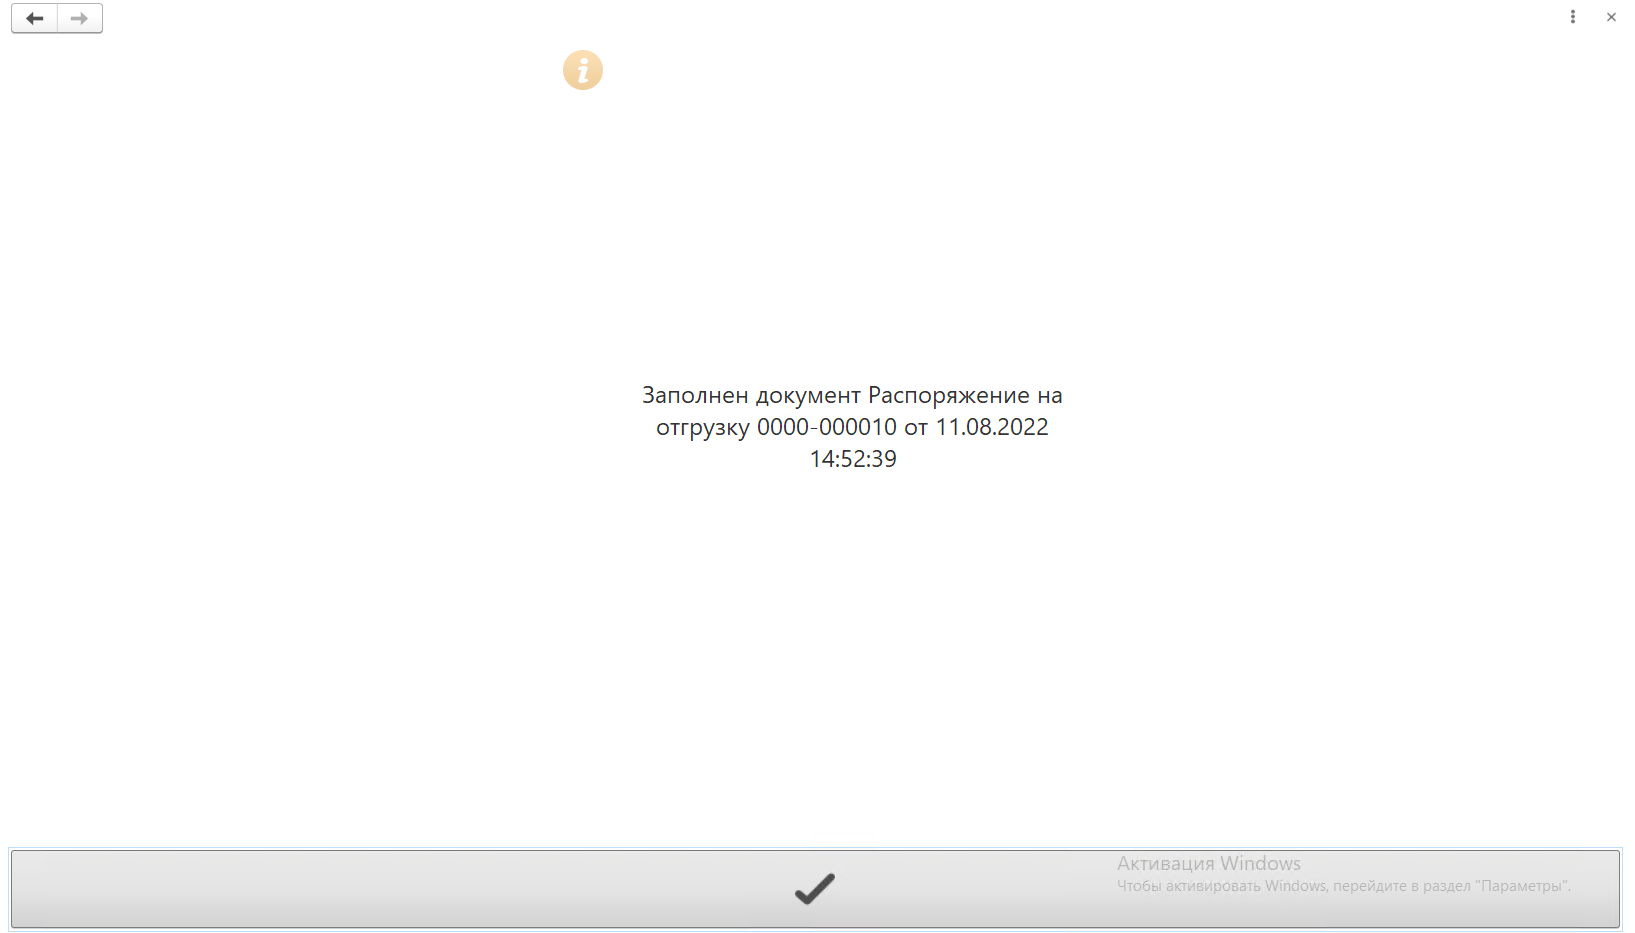 Заполнен документ Распоряжение на
отгрузку 0000-000010 от 11.08.2022
14:52:39
Активация Windows
Чтобы активировать Windows, перейдите в раздел "Параметры".